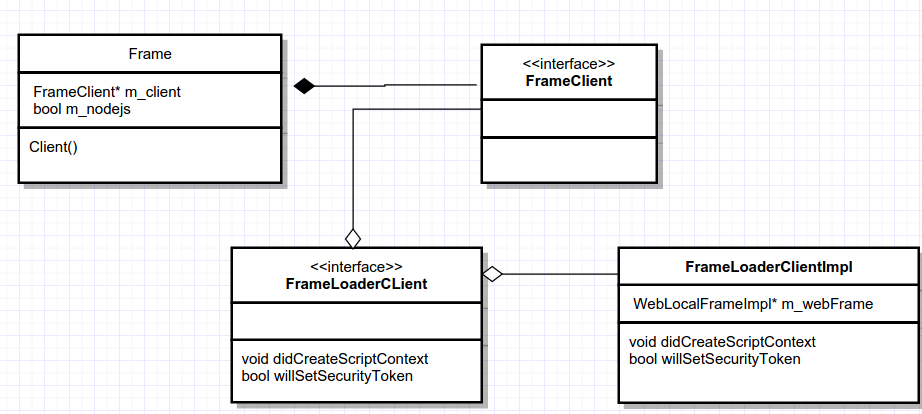 Frame
FrameClient* m_client
bool m_nodejs
Client()
<<interface>>
FrameClient
<<interface>>
FrameLoaderCLient
void didCreateScriptContext
bool willSetSecurityToken
FrameLoaderClientImpl
WebLocalFrameImpl* m_webFrame
void didCreateScriptContext
bool willSetSecurityToken